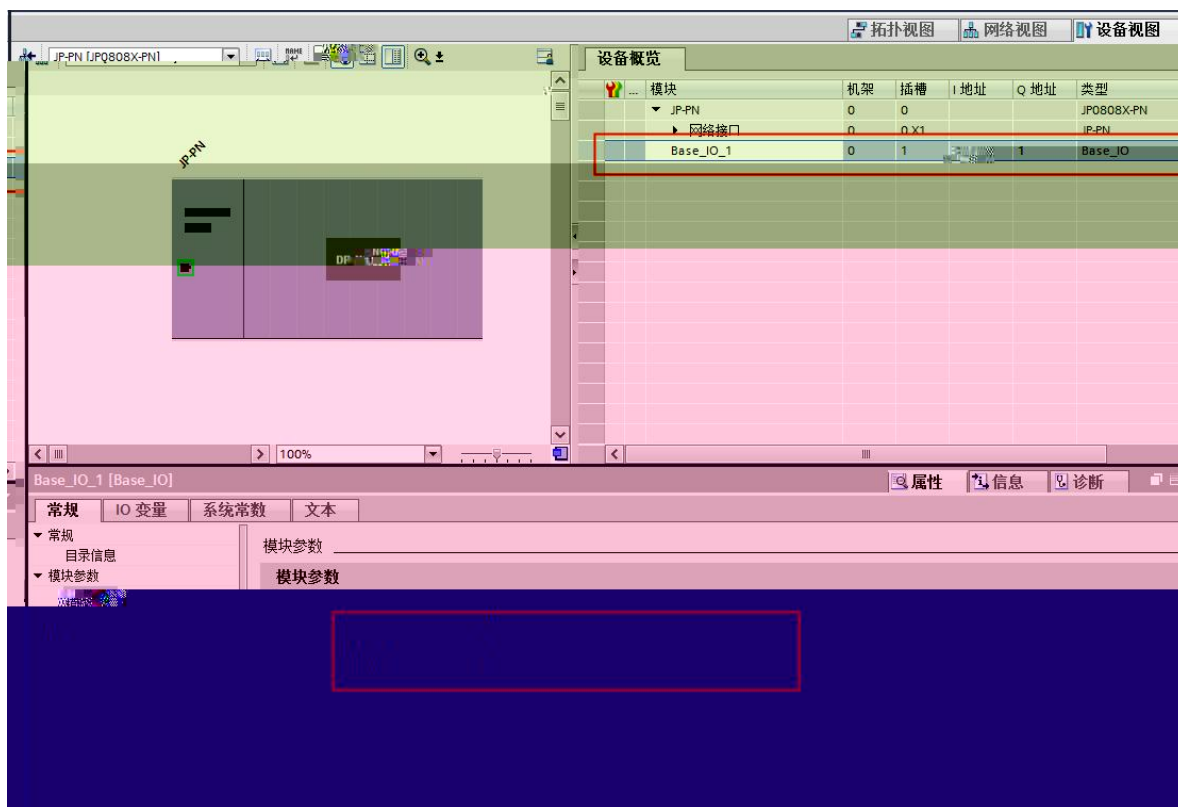 拓扑视图 网络视图 设备视图
JP-PN [JP0808X-PN]
设备概览
... 模块 机架 插槽 I 地址 Q 地址 类型
JP-PN 0 0 JP0808X-PN
网络接口 0 0 X1 JP-PN
Base_IO_1 0 1 1 Base_IO
JP-PN
DP-
100%
Base_IO_1 [Base_IO]
属性 信息 诊断
常规 IO 变量 系统常数 文本
常规
目录信息
模块参数
模块参数
模块参数